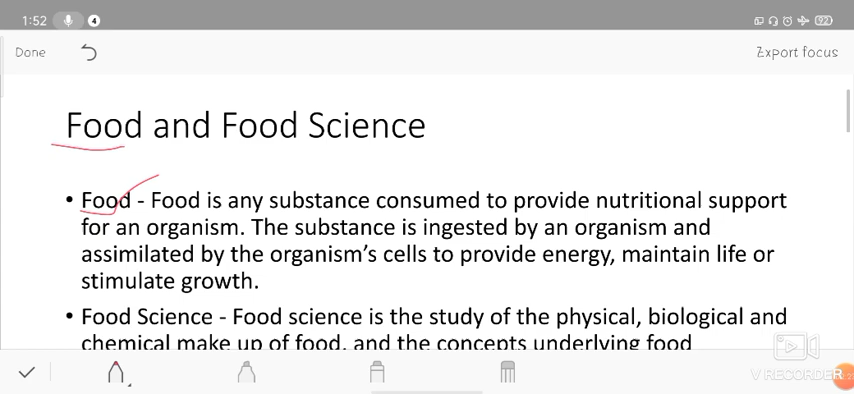 1:52 4 92
Done Export focus
Food and Food Science
• Food - Food is any substance consumed to provide nutritional support
for an organism. The substance is ingested by an organism and
assimilated by the organism's cells to provide energy, maintain life or
stimulate growth.
• Food Science - Food science is the study of the physical, biological and
chemical make up of food, and the concepts underlying food
V RECORDER